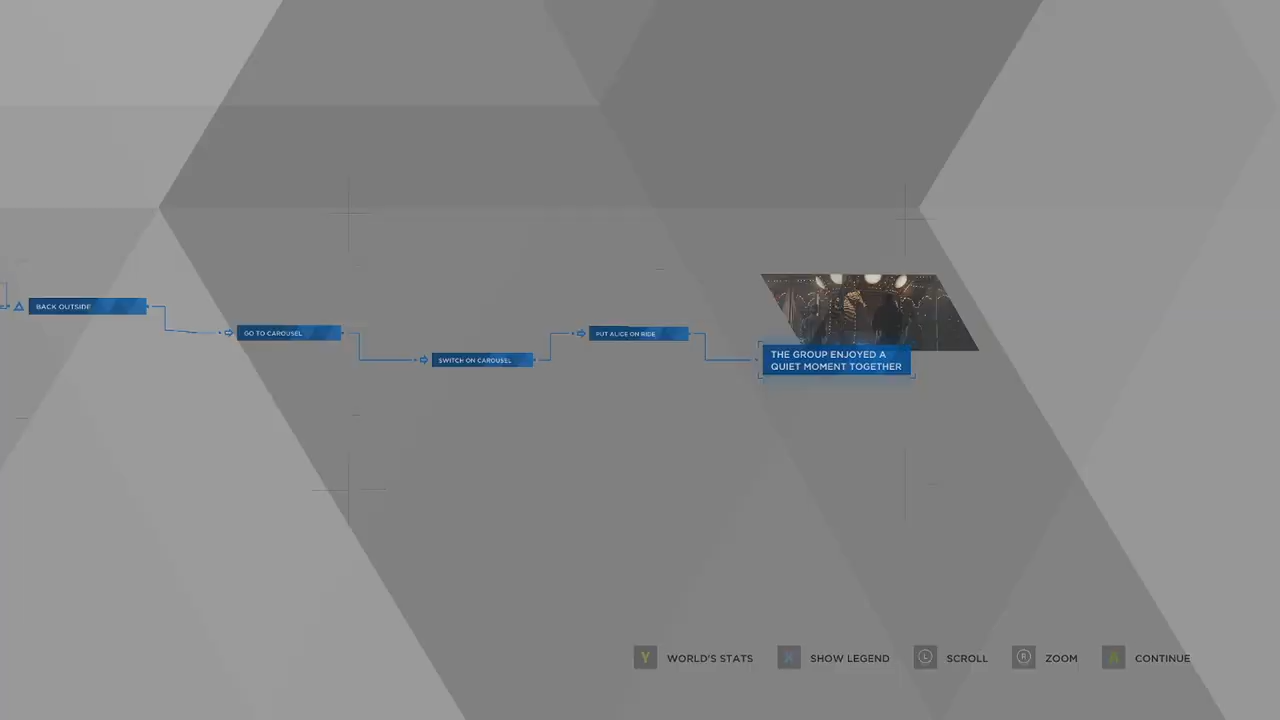 BACK OUTSIDE
GO TO CAROUSEL
SWITCH ON CAROUSEL
PUT ALICE ON RIDE
THE GROUP ENJOYED A
QUIET MOMENT TOGETHER
Y WORLD'S STATS
X SHOW LEGEND
L SCROLL
R ZOOM
A CONTINUE